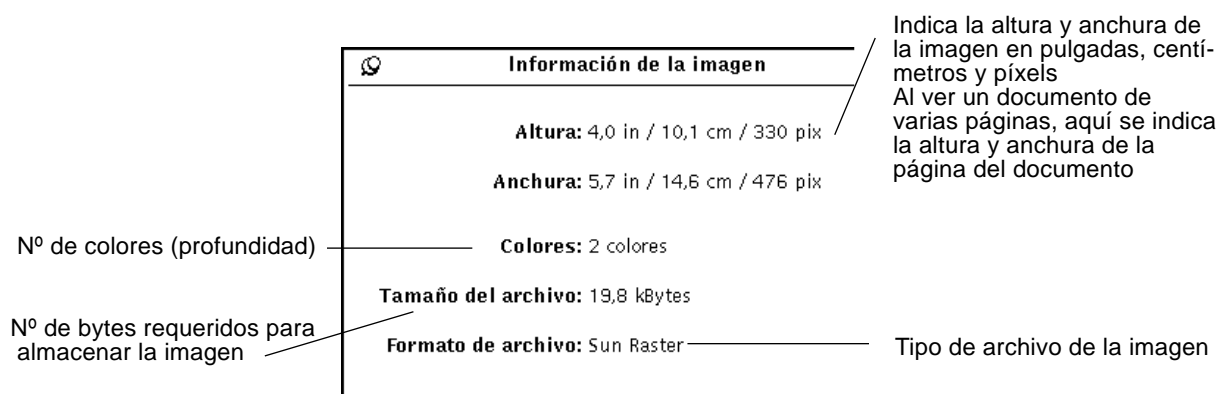 Indica la altura y anchura de
la imagen en pulgadas, centí-
metros y píxels
Al ver un documento de
varias páginas, aquí se indica
la altura y anchura de la
página del documento
Información de la imagen
Altura: 4,0 in / 10,1 cm / 330 pix
Anchura: 5,7 in / 14,6 cm / 476 pix
Nº de colores (profundidad)
Colores: 2 colores
Tamaño del archivo: 19,8 kBytes
Nº de bytes requeridos para
almacenar la imagen
Formato de archivo: Sun Raster
Tipo de archivo de la imagen